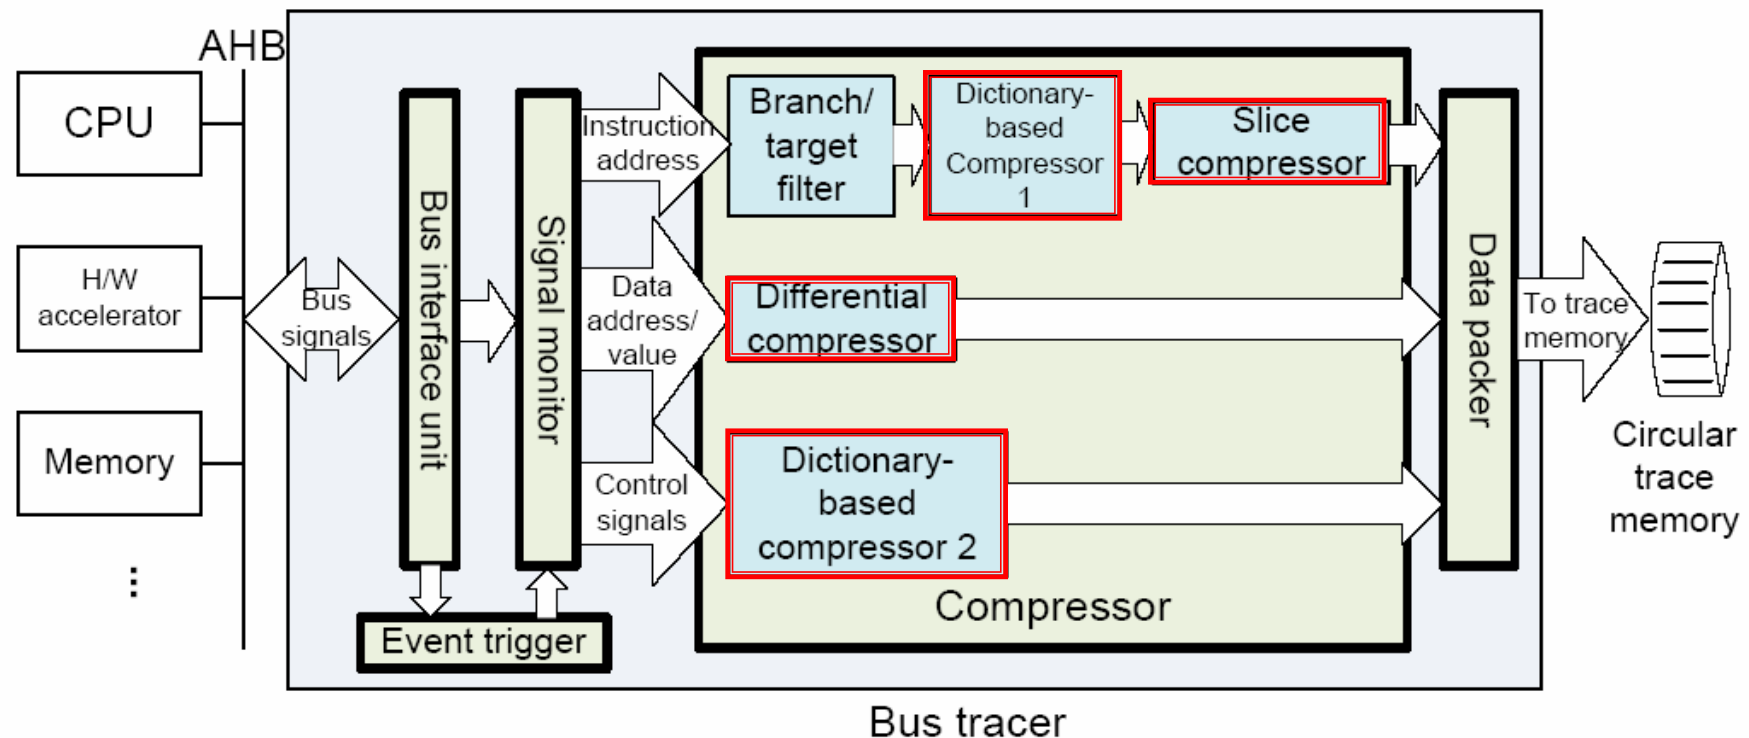 AHB
CPU
H/W
accelerator
Memory
...
Bus
signals
Bus interface unit
Signal monitor
Event trigger
Instruction
address
Data
address/
value
Control
signals
Branch/
target
filter
Dictionary-
based
Compressor
1
Slice
compressor
Differential
compressor
Dictionary-
based
compressor 2
Compressor
Data packer
To trace
memory
Circular
trace
memory
Bus tracer